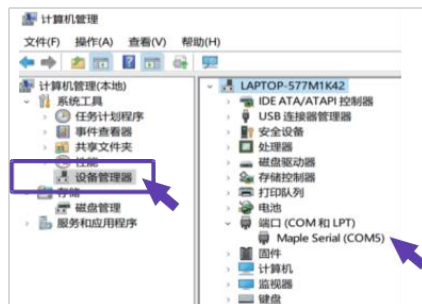 计算机管理
文件(F) 操作(A) 查看(V) 帮助(H)
计算机管理(本地)
系统工具
任务计划程序
事件查看器
共享文件夹
性能
设备管理器
存储
磁盘管理
服务和应用程序
LAPTOP-577M1K42
IDE ATA/ATAPI 控制器
USB 连接器管理器
安全设备
处理器
磁盘驱动器
存储控制器
打印队列
电池
端口 (COM 和 LPT)
Maple Serial (COM5)
固件
计算机
监视器
键盘